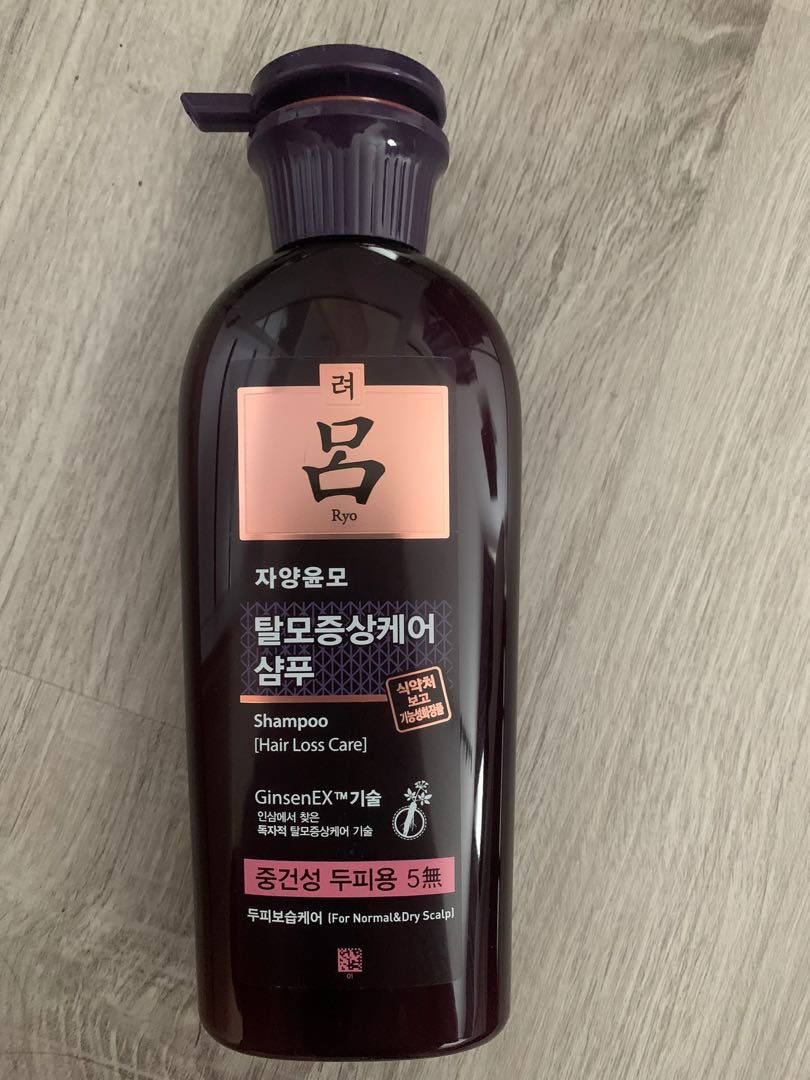 려
呂
Ryo
자양윤모
탈모증상케어
샴푸
식약처
보고
기능성화장품
Shampoo
[Hair Loss Care]
GinsenEX™기술
인삼에서 찾은
독자적 탈모증상케어 기술
중건성 두피용 5無
두피보습케어 (For Normal&Dry Scalp)
01